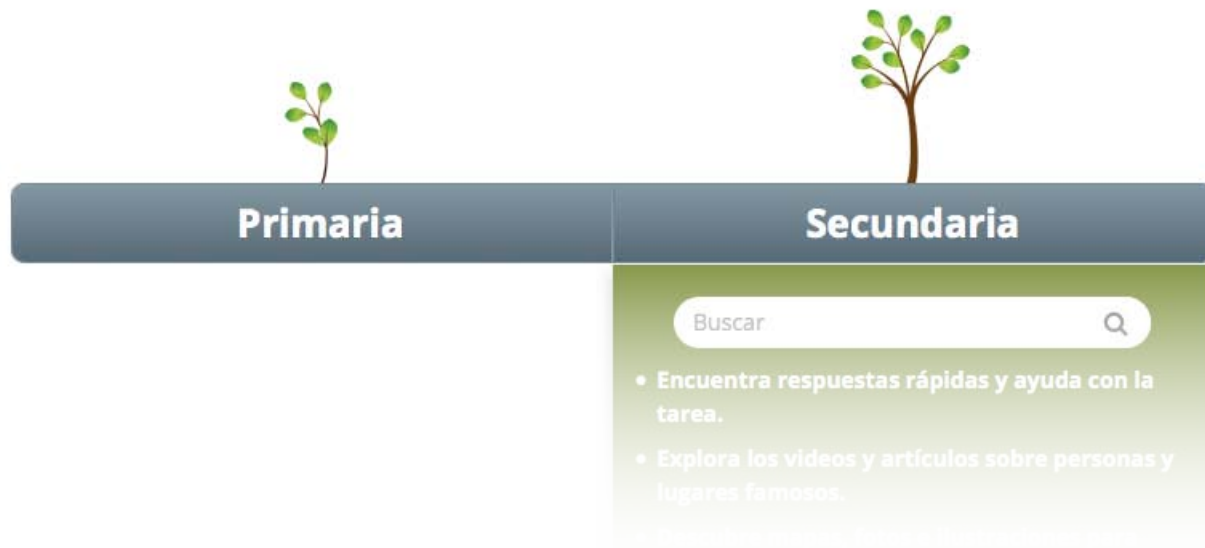 Primaria
Secundaria
Buscar
• Encuentra respuestas rápidas y ayuda con la
tarea.
• Explora los videos y artículos sobre personas y
lugares famosos.